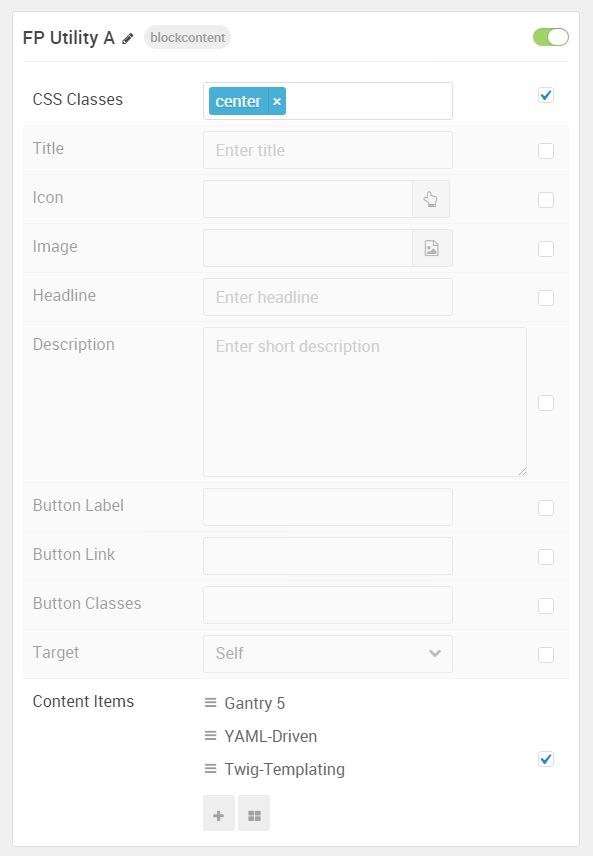 FP Utility A blockcontent
CSS Classes center ×
Title Enter title
Icon
Image
Headline Enter headline
Description Enter short description
Button Label
Button Link
Button Classes
Target Self
Content Items Gantry 5
YAML-Driven
Twig-Templating